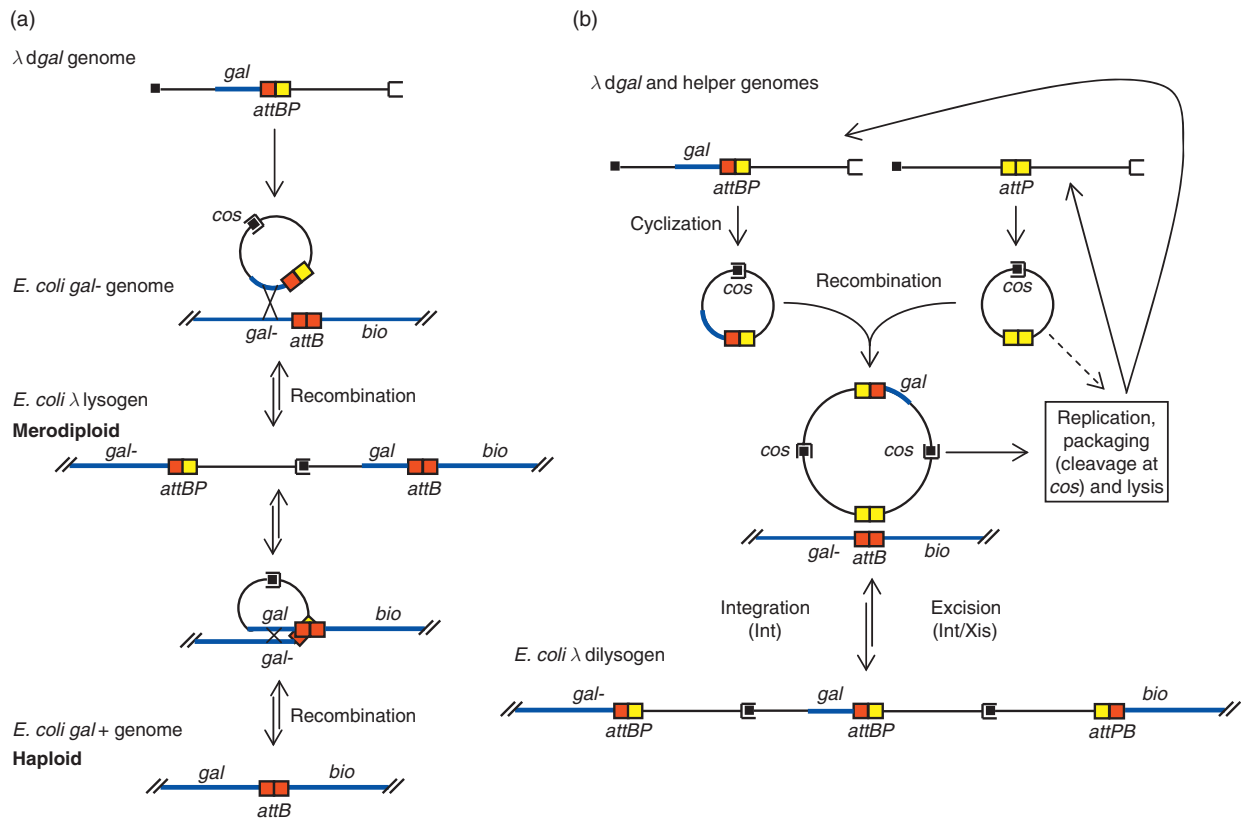 (a)
λ dgal genome
gal
attBP
cos
E. coli gal- genome
gal-
attB
bio
Recombination
E. coli λ lysogen
Merodiploid
gal-
gal
bio
attBP
attB
gal
bio
gal-
Recombination
E. coli gal+ genome
Haploid
gal
bio
attB
(b)
λ dgal and helper genomes
gal
attBP
attP
Cyclization
Recombination
cos
cos
gal
cos
cos
Replication,
packaging
(cleavage at
cos) and lysis
gal-
attB
bio
Integration
(Int)
Excision
(Int/Xis)
E. coli λ dilysogen
gal-
gal
bio
attBP
attBP
attPB